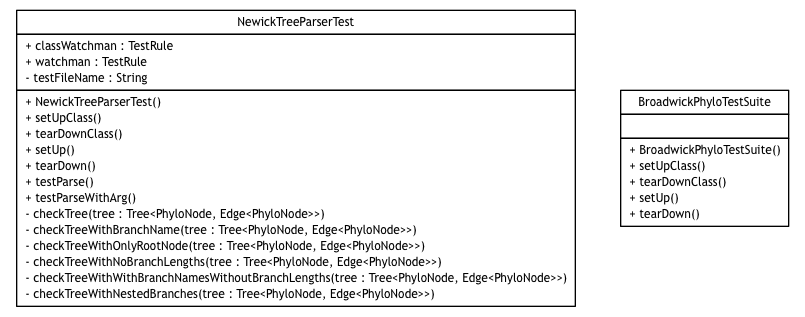 NewickTreeParserTest
+ classWatchman : TestRule
+ watchman : TestRule
- testFileName : String
+ NewickTreeParserTest()
+ setUpClass()
+ tearDownClass()
+ setUp()
+ tearDown()
+ testParse()
+ testParseWithArg()
- checkTree(tree : Tree<PhyloNode, Edge<PhyloNode>>)
- checkTreeWithBranchName(tree : Tree<PhyloNode, Edge<PhyloNode>>)
- checkTreeWithOnlyRootNode(tree : Tree<PhyloNode, Edge<PhyloNode>>)
- checkTreeWithNoBranchLengths(tree : Tree<PhyloNode, Edge<PhyloNode>>)
- checkTreeWithWithBranchNamesWithoutBranchLengths(tree : Tree<PhyloNode, Edge<PhyloNode>>)
- checkTreeWithNestedBranches(tree : Tree<PhyloNode, Edge<PhyloNode>>)
BroadwickPhyloTestSuite
+ BroadwickPhyloTestSuite()
+ setUpClass()
+ tearDownClass()
+ setUp()
+ tearDown()